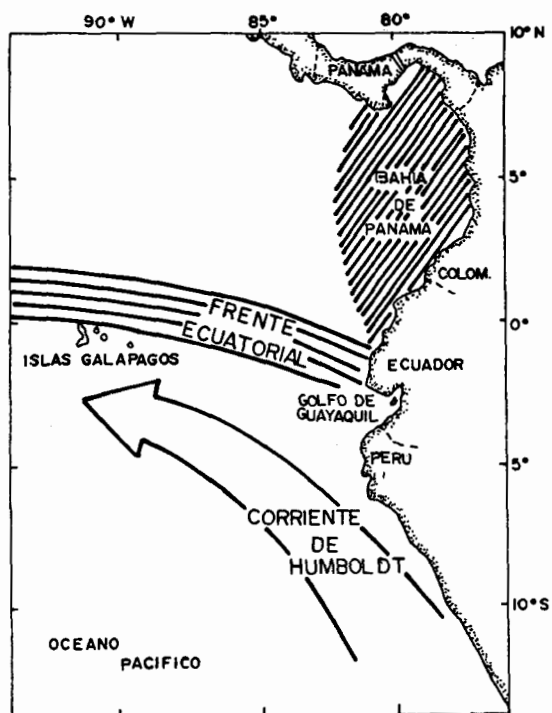 90° W 85° 80°
10° N
PANAMA
BAHIA
DE
PANAMA
5°
COLOM.
FRENTE
ECUATORIAL
0°
ISLAS GALAPAGOS
ECUADOR
GOLFO DE
GUAYAQUIL
PERU
5°
CORRIENTE
DE
HUMBOLDT
10° S
OCEANO
PACIFICO